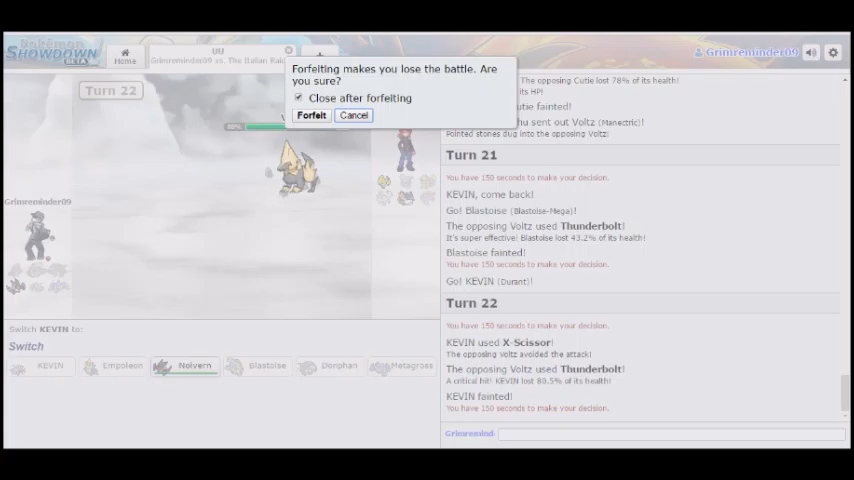 Pokémon
SHOWDOWN
BETA
Home
UU
Grimreminder09 vs. The Italian
Grimreminder09
Forfeiting makes you lose the battle. Are
you sure?
Close after forfeiting
Forfeit Cancel
Turn 22
Grimreminder09
The opposing Cutie lost 78% of its health!
its HP!
fainted!
sent out Voltz (Manectric)!
Pointed stones dug into the opposing Voltz!
Turn 21
You have 150 seconds to make your decision.
KEVIN, come back!
Go! Blastoise (Blastoise-Mega)!
The opposing Voltz used Thunderbolt!
It's super effective! Blastoise lost 43.2% of its health!
Blastoise fainted!
You have 150 seconds to make your decision.
Go! KEVIN (Durant)!
Turn 22
You have 150 seconds to make your decision.
KEVIN used X-Scissor!
The opposing Voltz avoided the attack!
The opposing Voltz used Thunderbolt!
A critical hit! KEVIN lost 80.5% of its health!
KEVIN fainted!
You have 150 seconds to make your decision.
Grimremind
Switch KEVIN to:
Switch
KEVIN Empoleon Noivern Blastoise Donphan Metagross